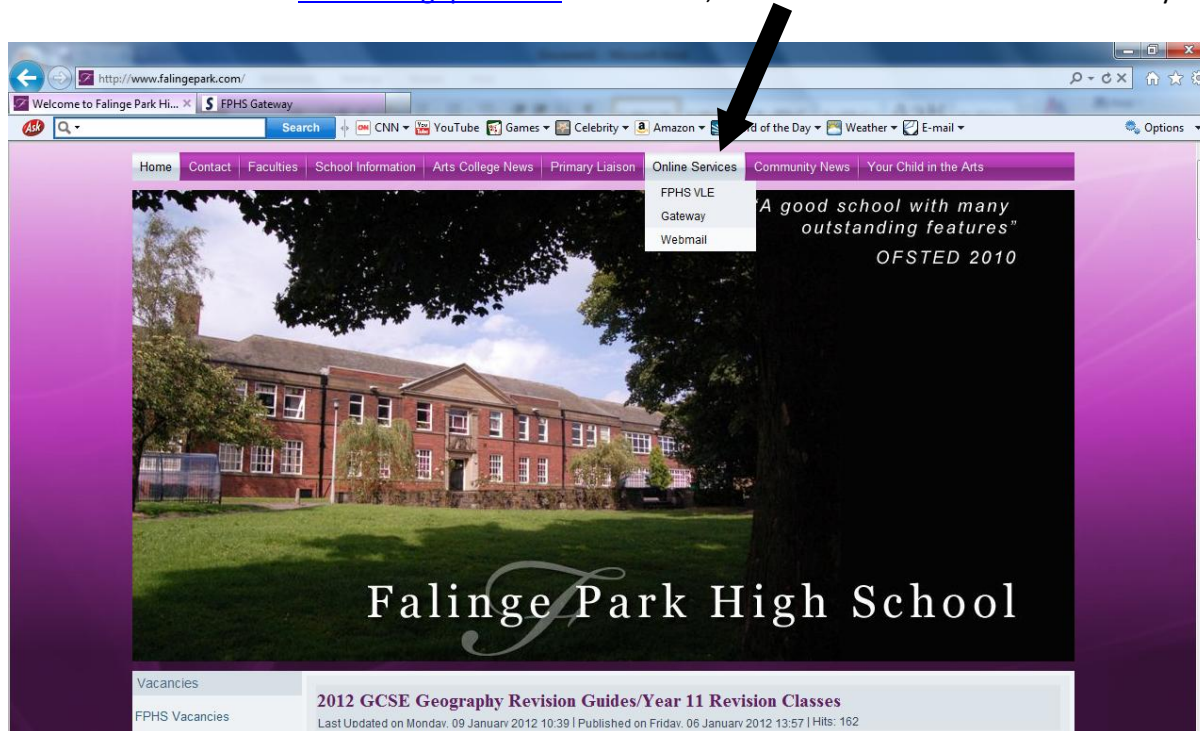 http://www.falingepark.com/
Welcome to Falinge Park Hi... FPHS Gateway
Ask Search CNN YouTube Games Celebrity Amazon of the Day Weather E-mail Options
Home Contact Faculties School Information Arts College News Primary Liaison Online Services Community News Your Child in the Arts
FPHS VLE
Gateway
Webmail
"A good school with many
outstanding features"
OFSTED 2010
Falinge Park High School
Vacancies
FPHS Vacancies
2012 GCSE Geography Revision Guides/Year 11 Revision Classes
Last Updated on Monday, 09 January 2012 10:39 | Published on Friday, 06 January 2012 13:57 | Hits: 162